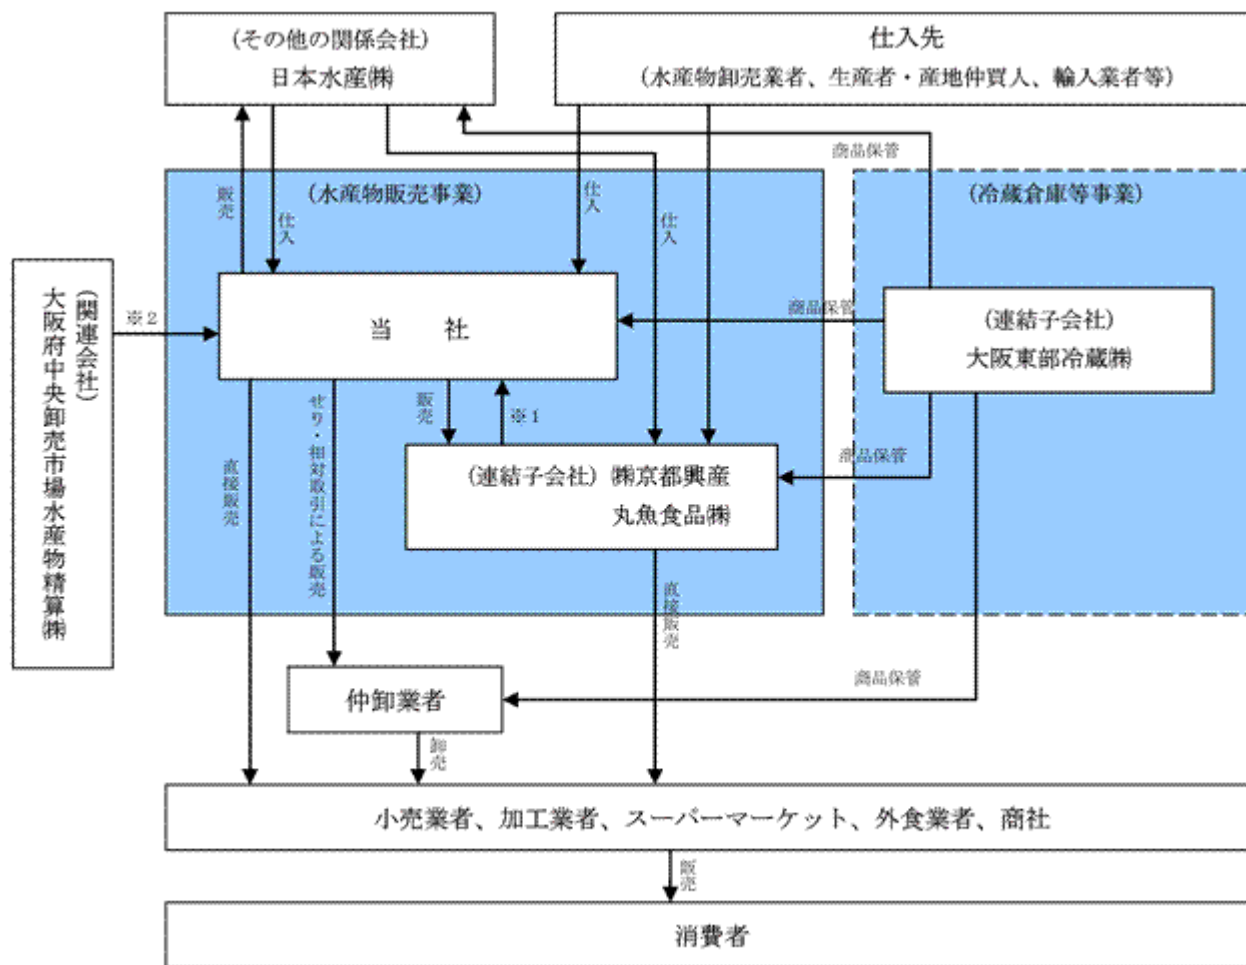 (その他の関係会社)
日本水産㈱
仕入先
(水産物卸売業者、生産者・産地仲買人、輸入業者等)
商品保管
(水産物販売事業)
(冷蔵倉庫等事業)
販売
仕入
仕入
仕入
(関連会社)
大阪府中央卸売市場水産物精算㈱
※2
当 社
商品保管
(連結子会社)
大阪東部冷蔵㈱
販売
※1
せり・相対取引による販売
直接販売
(連結子会社) ㈱京都興産
丸魚食品㈱
商品保管
直接販売
商品保管
仲卸業者
卸売
小売業者、加工業者、スーパーマーケット、外食業者、商社
販売
消費者